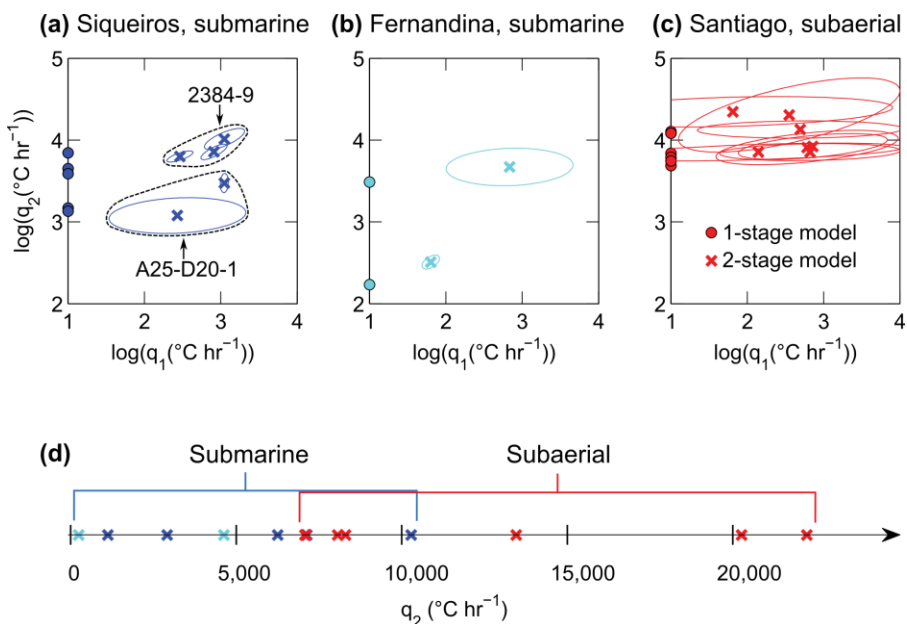 (a) Siqueiros, submarine
(b) Fernandina, submarine
(c) Santiago, subaerial
5
4
3
2
log(q₂(°C hr⁻¹))
1
2
3
4
log(q₁(°C hr⁻¹))
2384-9
A25-D20-1
5
4
3
2
1
2
3
4
log(q₁(°C hr⁻¹))
5
4
3
2
1
2
3
4
log(q₁(°C hr⁻¹))
1-stage model
2-stage model
(d)
Submarine
Subaerial
0
5,000
10,000
15,000
20,000
q₂ (°C hr⁻¹)